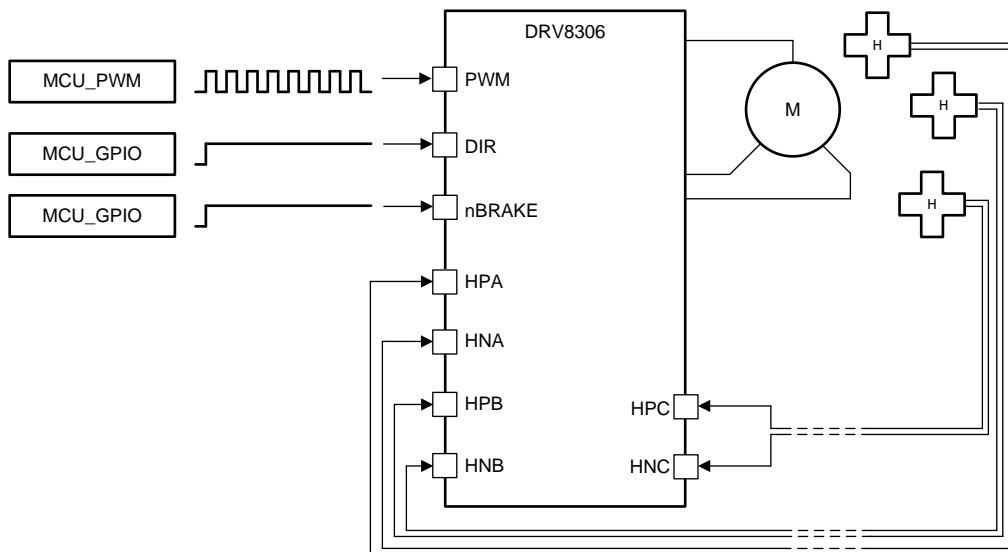 DRV8306
MCU_PWM
PWM
MCU_GPIO
DIR
MCU_GPIO
nBRAKE
HPA
HNA
HPB
HNB
HPC
HNC
M
H
H
H